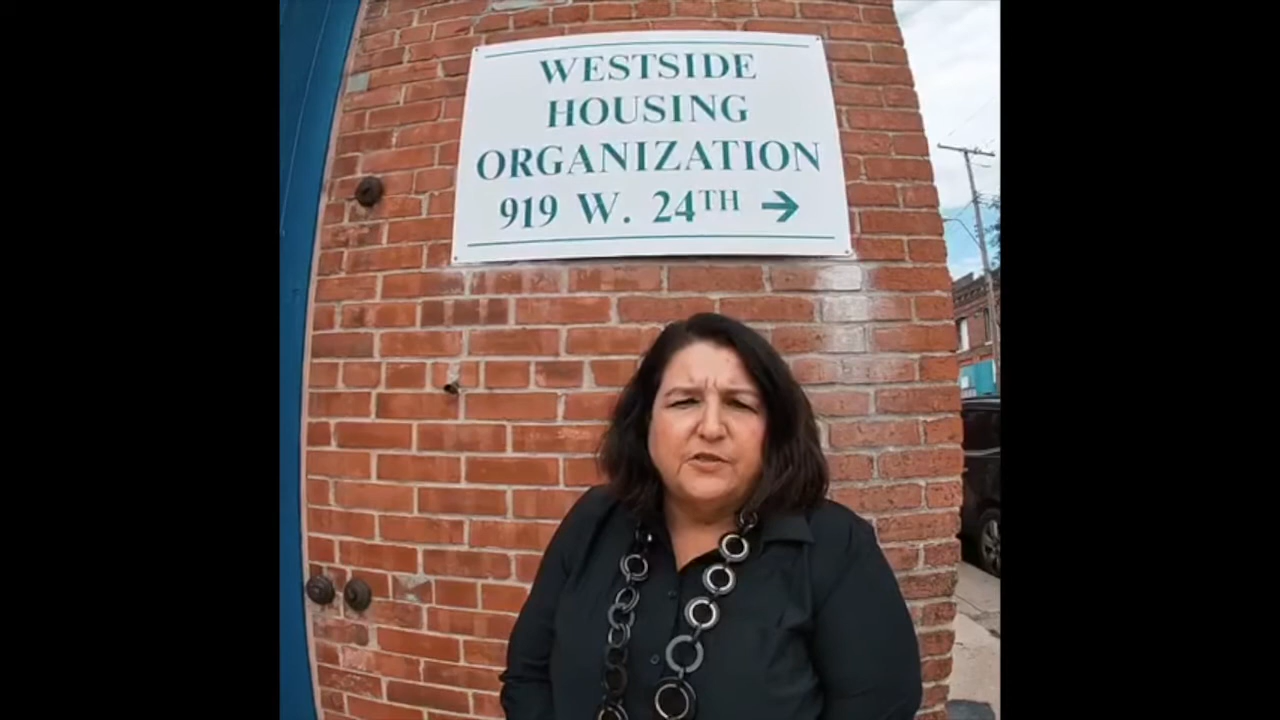 WESTSIDE
HOUSING
ORGANIZATION
919 W. 24TH →